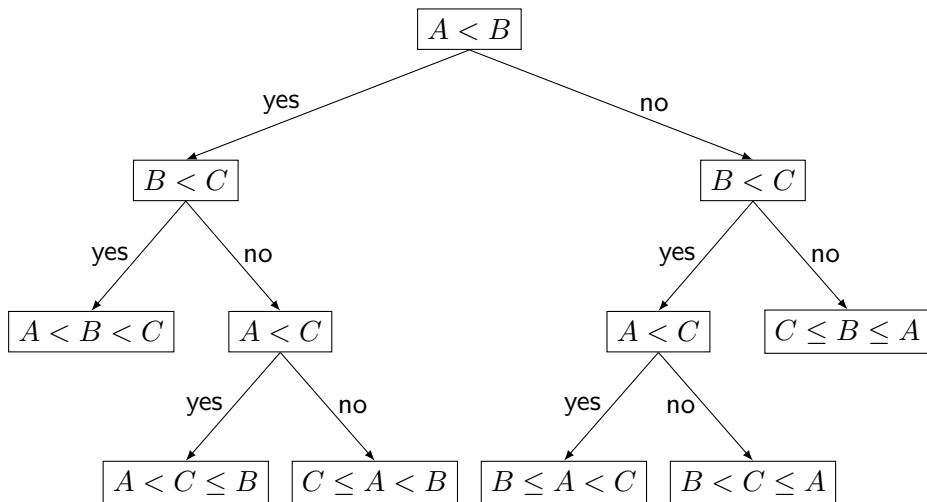 A < B
yes no
B < C B < C
yes no yes no
A < B < C A < C A < C C ≤ B ≤ A
yes no yes no
A < C ≤ B C ≤ A < B B ≤ A < C B < C ≤ A